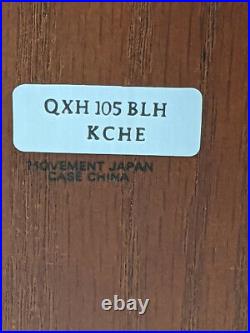 QXH 105 BLH
KCHE
MOVEMENT JAPAN
CASE CHINA